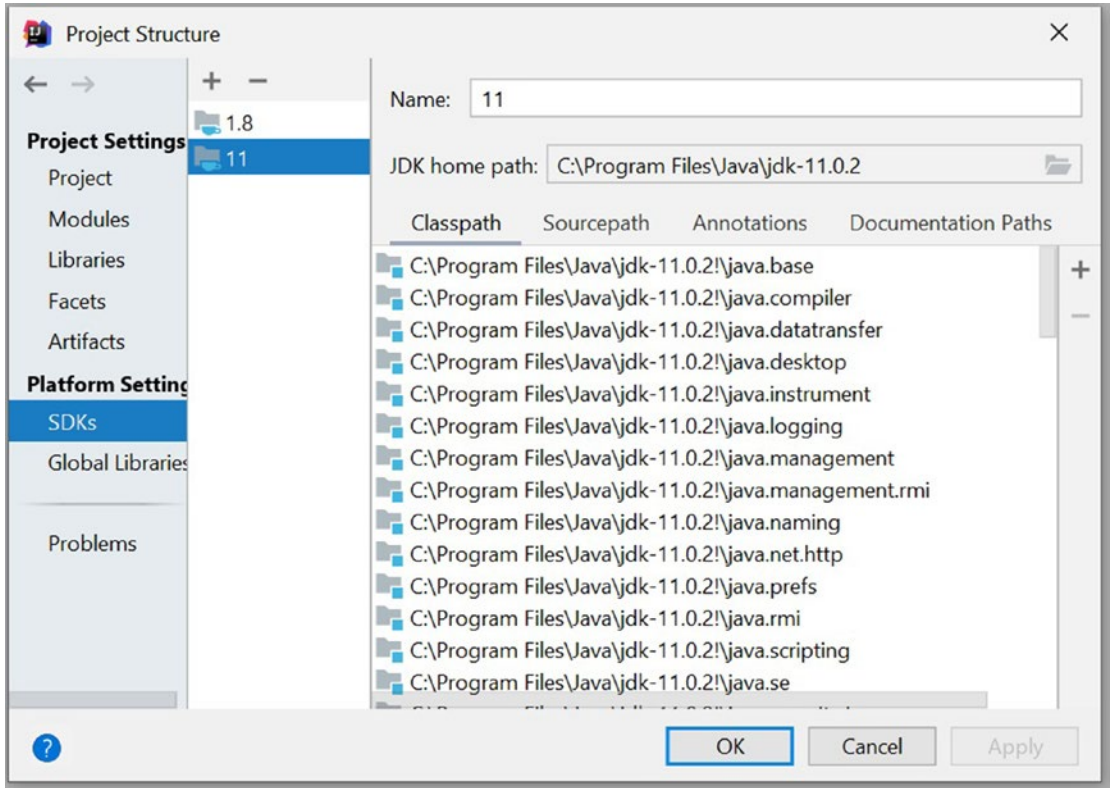 Project Structure
Project Settings
Project
Modules
Libraries
Facets
Artifacts
Platform Setting
SDKs
Global Libraries
Problems
1.8
11
Name: 11
JDK home path: C:\Program Files\Java\jdk-11.0.2
Classpath Sourcepath Annotations Documentation Paths
C:\Program Files\Java\jdk-11.0.2!\java.base
C:\Program Files\Java\jdk-11.0.2!\java.compiler
C:\Program Files\Java\jdk-11.0.2!\java.datatransfer
C:\Program Files\Java\jdk-11.0.2!\java.desktop
C:\Program Files\Java\jdk-11.0.2!\java.instrument
C:\Program Files\Java\jdk-11.0.2!\java.logging
C:\Program Files\Java\jdk-11.0.2!\java.management
C:\Program Files\Java\jdk-11.0.2!\java.management.rmi
C:\Program Files\Java\jdk-11.0.2!\java.naming
C:\Program Files\Java\jdk-11.0.2!\java.net.http
C:\Program Files\Java\jdk-11.0.2!\java.prefs
C:\Program Files\Java\jdk-11.0.2!\java.rmi
C:\Program Files\Java\jdk-11.0.2!\java.scripting
C:\Program Files\Java\jdk-11.0.2!\java.se
OK Cancel Apply